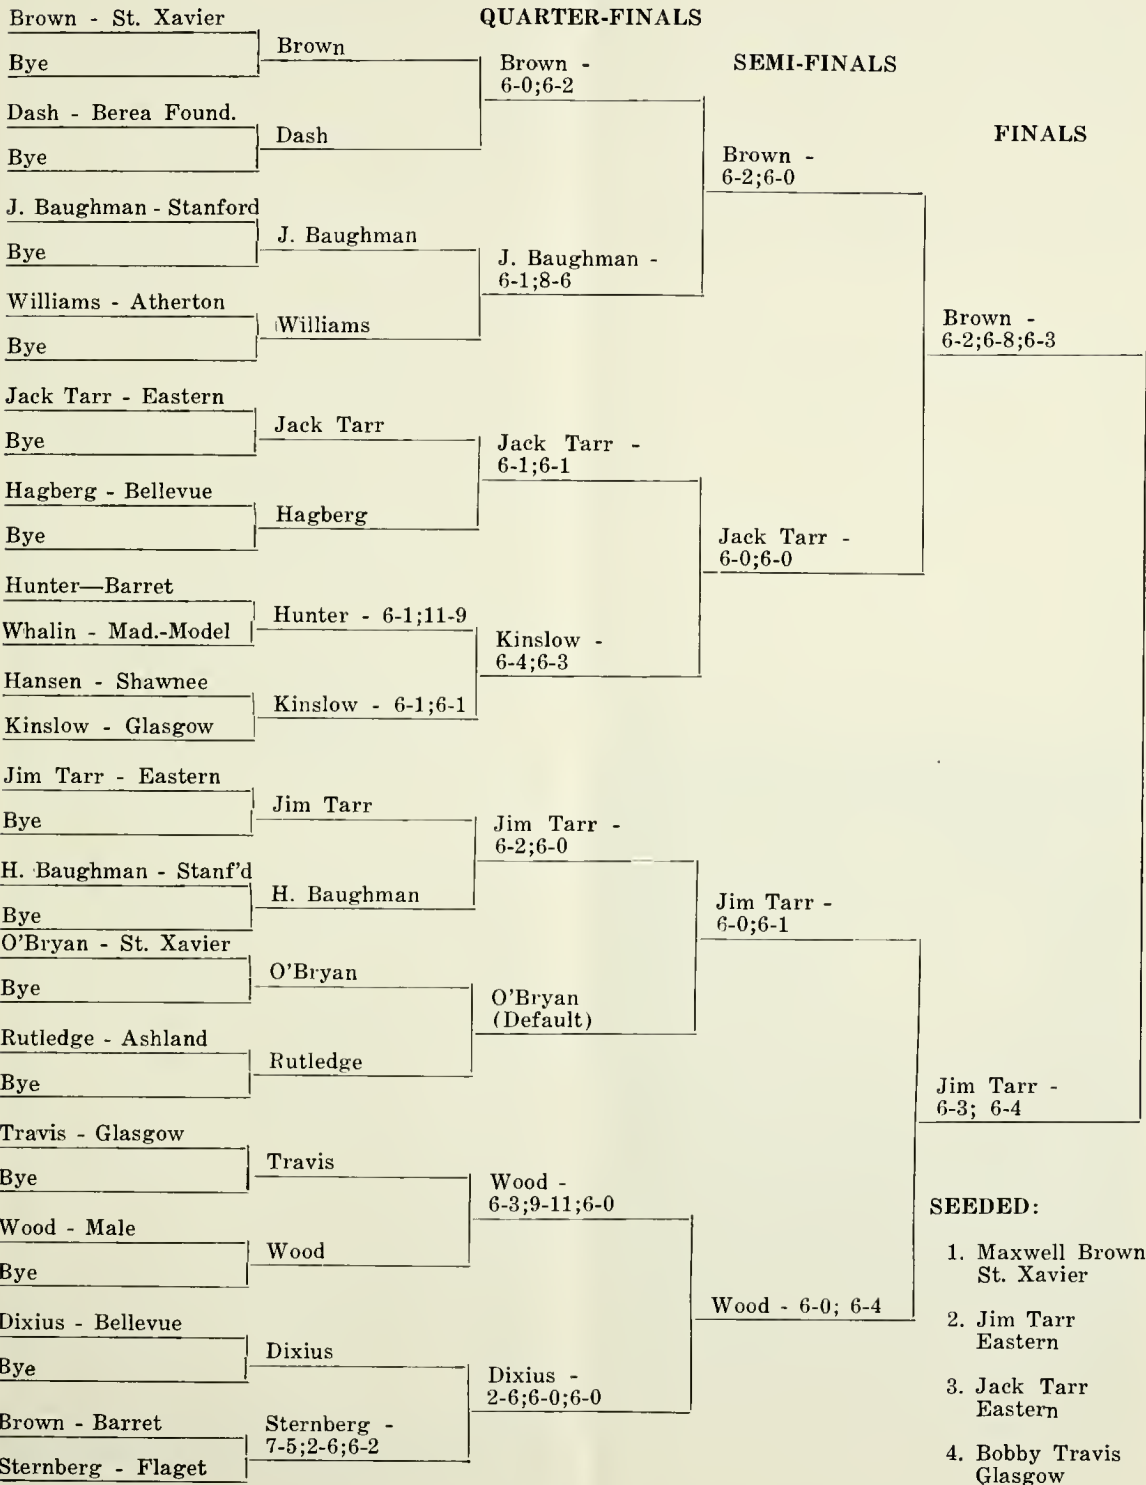 QUARTER-FINALS
SEMI-FINALS
FINALS
Brown - St. Xavier
Bye
Dash - Berea Found.
Bye
J. Baughman - Stanford
Bye
Williams - Atherton
Bye
Jack Tarr - Eastern
Bye
Hagberg - Bellevue
Bye
Hunter—Barret
Whalin - Mad.-Model
Hansen - Shawnee
Kinslow - Glasgow
Jim Tarr - Eastern
Bye
H. Baughman - Stanf'd
Bye
O'Bryan - St. Xavier
Bye
Rutledge - Ashland
Bye
Travis - Glasgow
Bye
Wood - Male
Bye
Dixius - Bellevue
Bye
Brown - Barret
Sternberg - Flaget
Brown
Dash
J. Baughman
Williams
Jack Tarr
Hagberg
Hunter - 6-1;11-9
Kinslow - 6-1;6-1
Jim Tarr
H. Baughman
O'Bryan
Rutledge
Travis
Wood
Dixius
Sternberg -
7-5;2-6;6-2
Brown -
6-0;6-2
J. Baughman -
6-1;8-6
Jack Tarr -
6-1;6-1
Kinslow -
6-4;6-3
Jim Tarr -
6-2;6-0
O'Bryan
(Default)
Wood -
6-3;9-11;6-0
Dixius -
2-6;6-0;6-0
Brown -
6-2;6-0
Jack Tarr -
6-0;6-0
Jim Tarr -
6-0;6-1
Wood - 6-0; 6-4
Brown -
6-2;6-8;6-3
Jim Tarr -
6-3; 6-4
SEEDED:
1. Maxwell Brown
St. Xavier
2. Jim Tarr
Eastern
3. Jack Tarr
Eastern
4. Bobby Travis
Glasgow